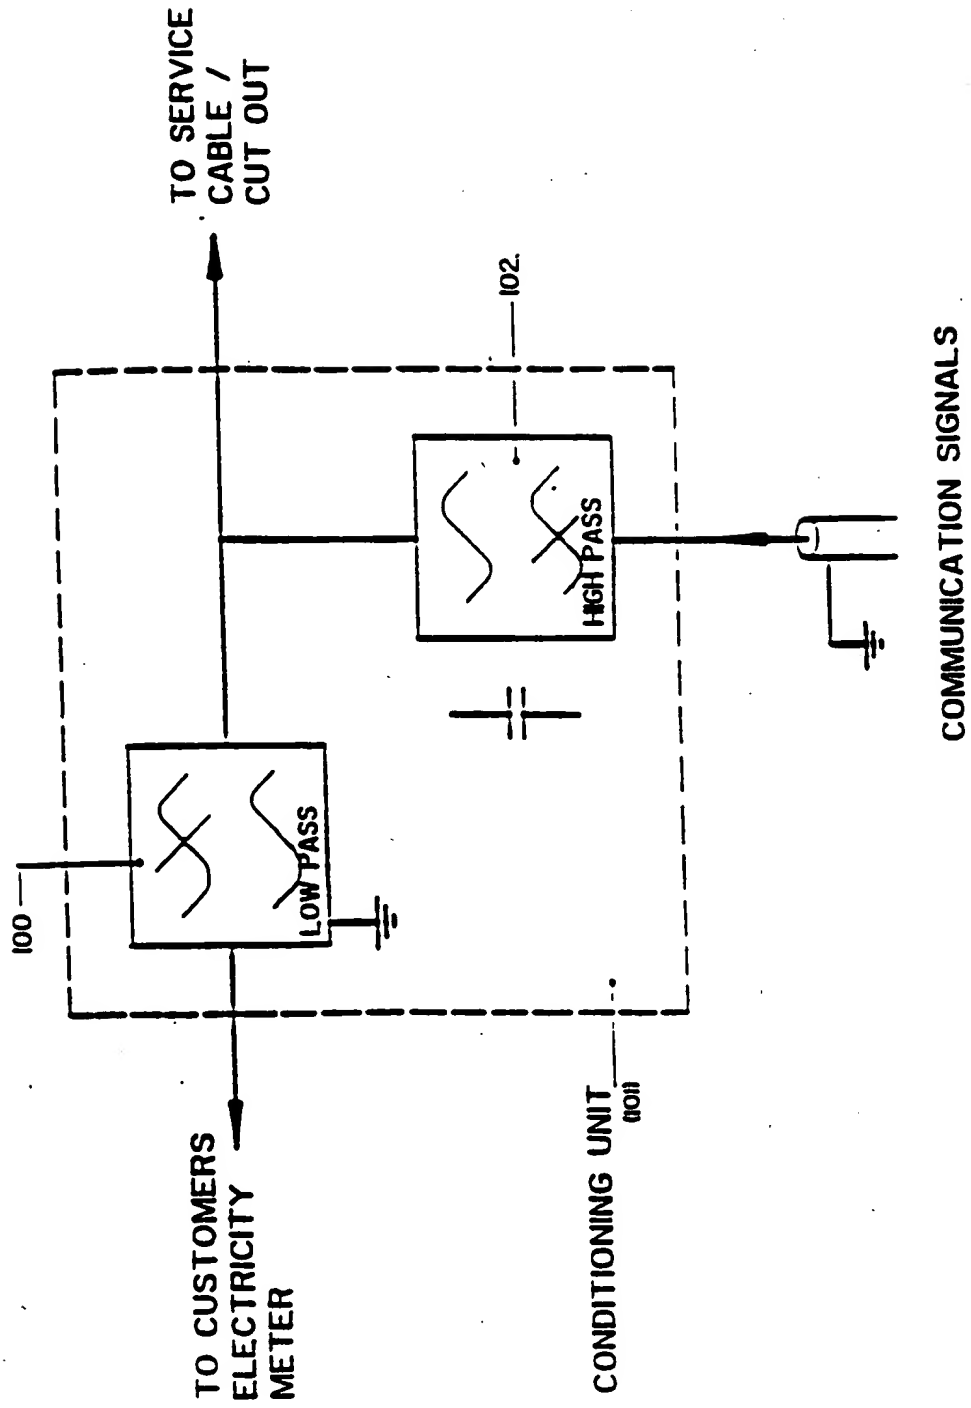 TO CUSTOMERS
ELECTRICITY
METER
TO SERVICE
CABLE /
CUT OUT
100
LOW PASS
HIGH PASS
102.
CONDITIONING UNIT
(101)
COMMUNICATION SIGNALS